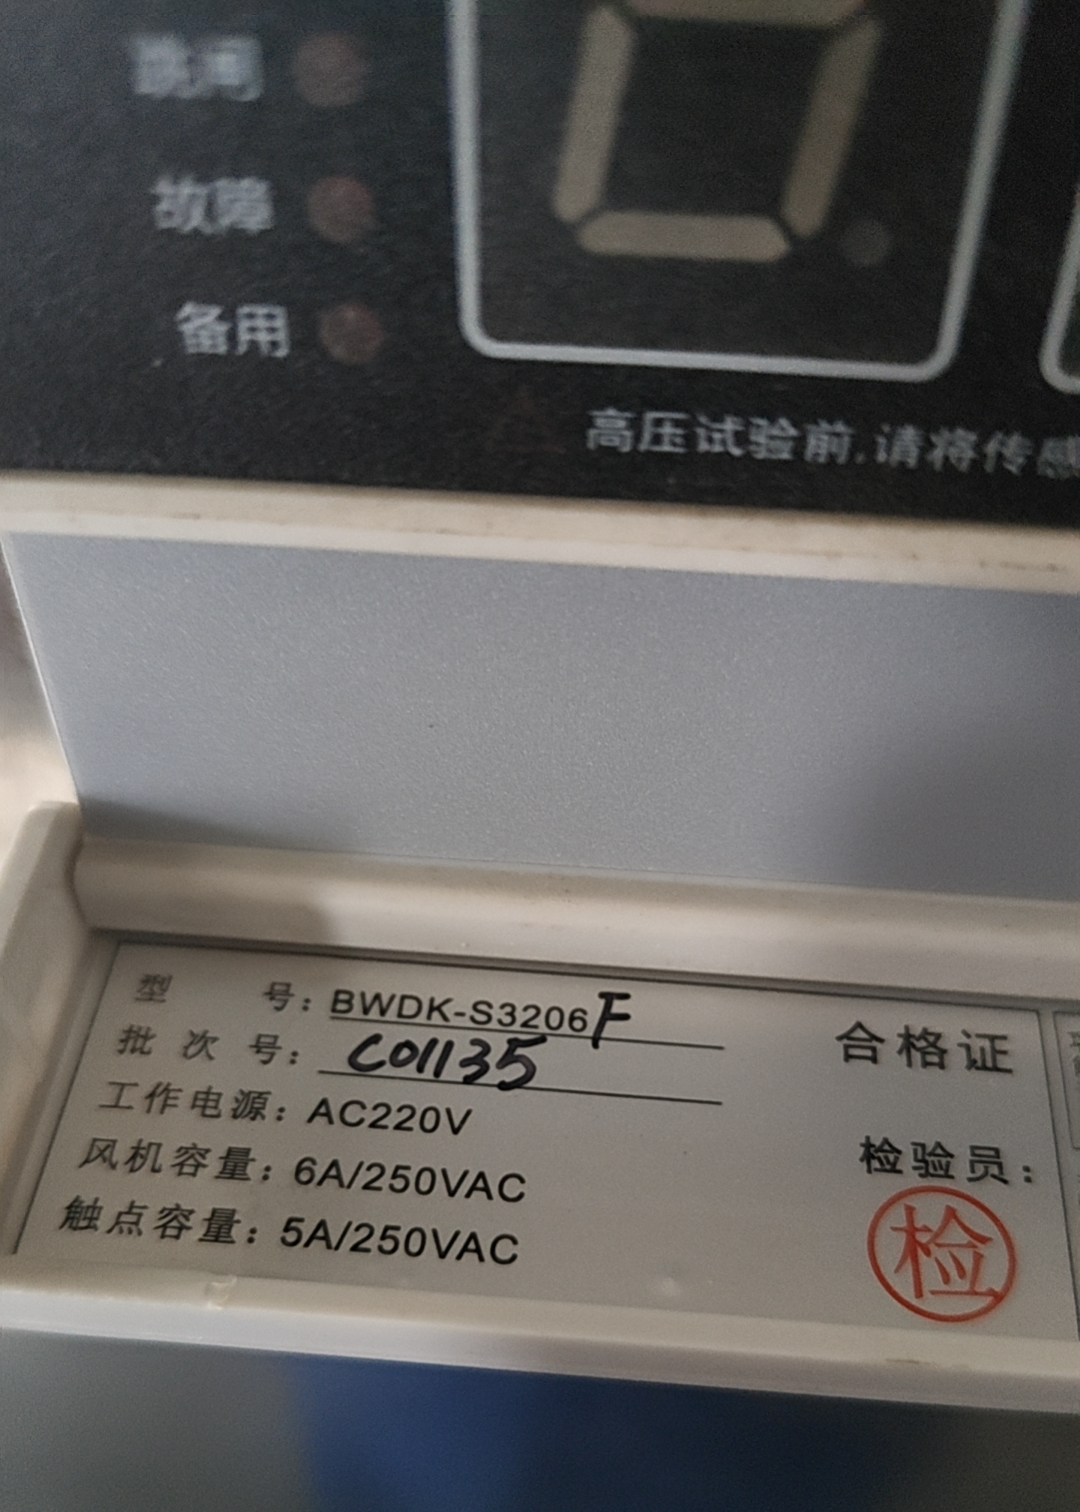 跳闸
故障
备用
高压试验前,请将传感
型 号: BWDK-S3206F
批 次 号: C01135
工作电源: AC220V
风机容量: 6A/250VAC
触点容量: 5A/250VAC
合格证
检验员:
检